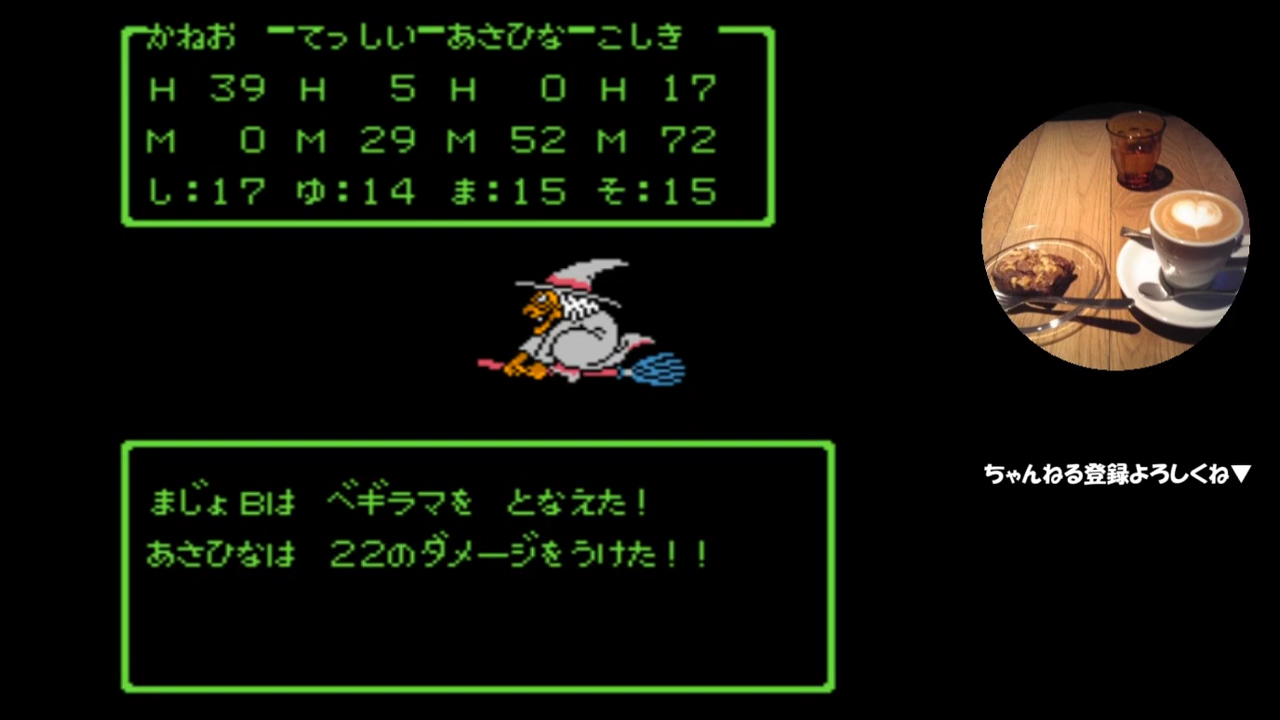 かねお てっしい あさひな こしき
H 39 H 5 H 0 H 17
M 0 M 29 M 52 M 72
し:17 ゆ:14 ま:15 そ:15
まじょBは ベギラマを となえた!
あさひなは 22のダメージをうけた!!
ちゃんねる登録よろしくね▼